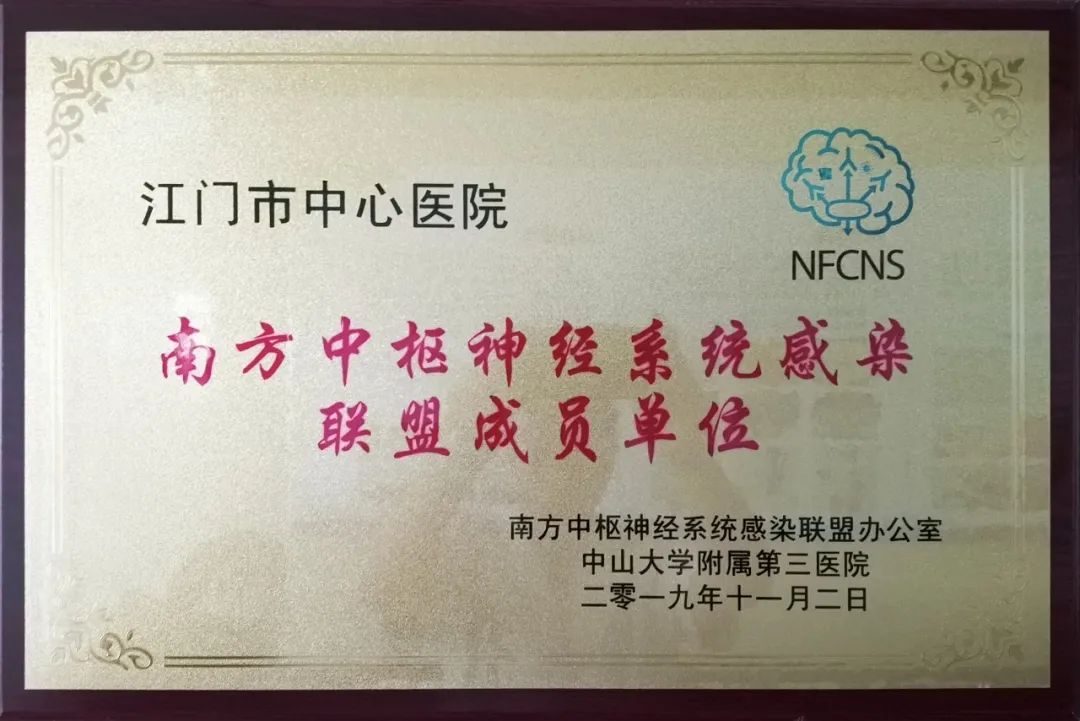 江门市中心医院
NFCNS
南方中枢神经系统感染
联盟成员单位
南方中枢神经系统感染联盟办公室
中山大学附属第三医院
二零一九年十一月二日